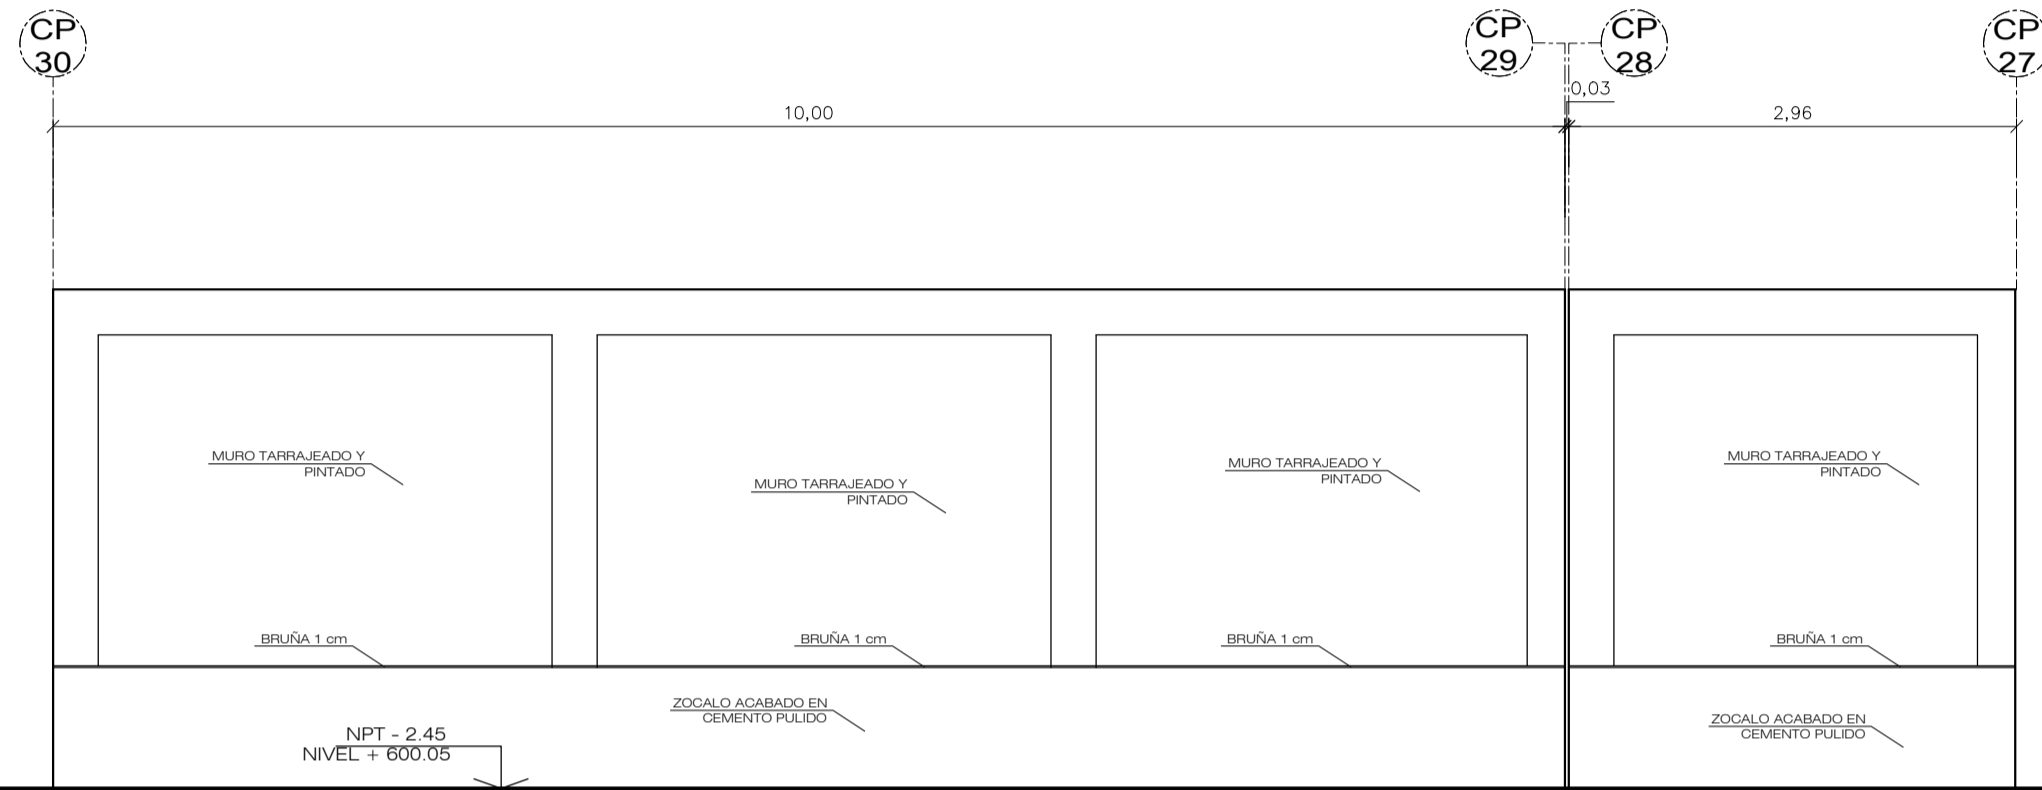 CP
30
CP
29
CP
28
CP
27
0,03
10,00
2,96
MURO TARRAJEADO Y
PINTADO
MURO TARRAJEADO Y
PINTADO
MURO TARRAJEADO Y
PINTADO
MURO TARRAJEADO Y
PINTADO
BRUÑA 1 cm
BRUÑA 1 cm
BRUÑA 1 cm
BRUÑA 1 cm
ZOCALO ACABADO EN
CEMENTO PULIDO
ZOCALO ACABADO EN
CEMENTO PULIDO
NPT - 2.45
NIVEL + 600.05